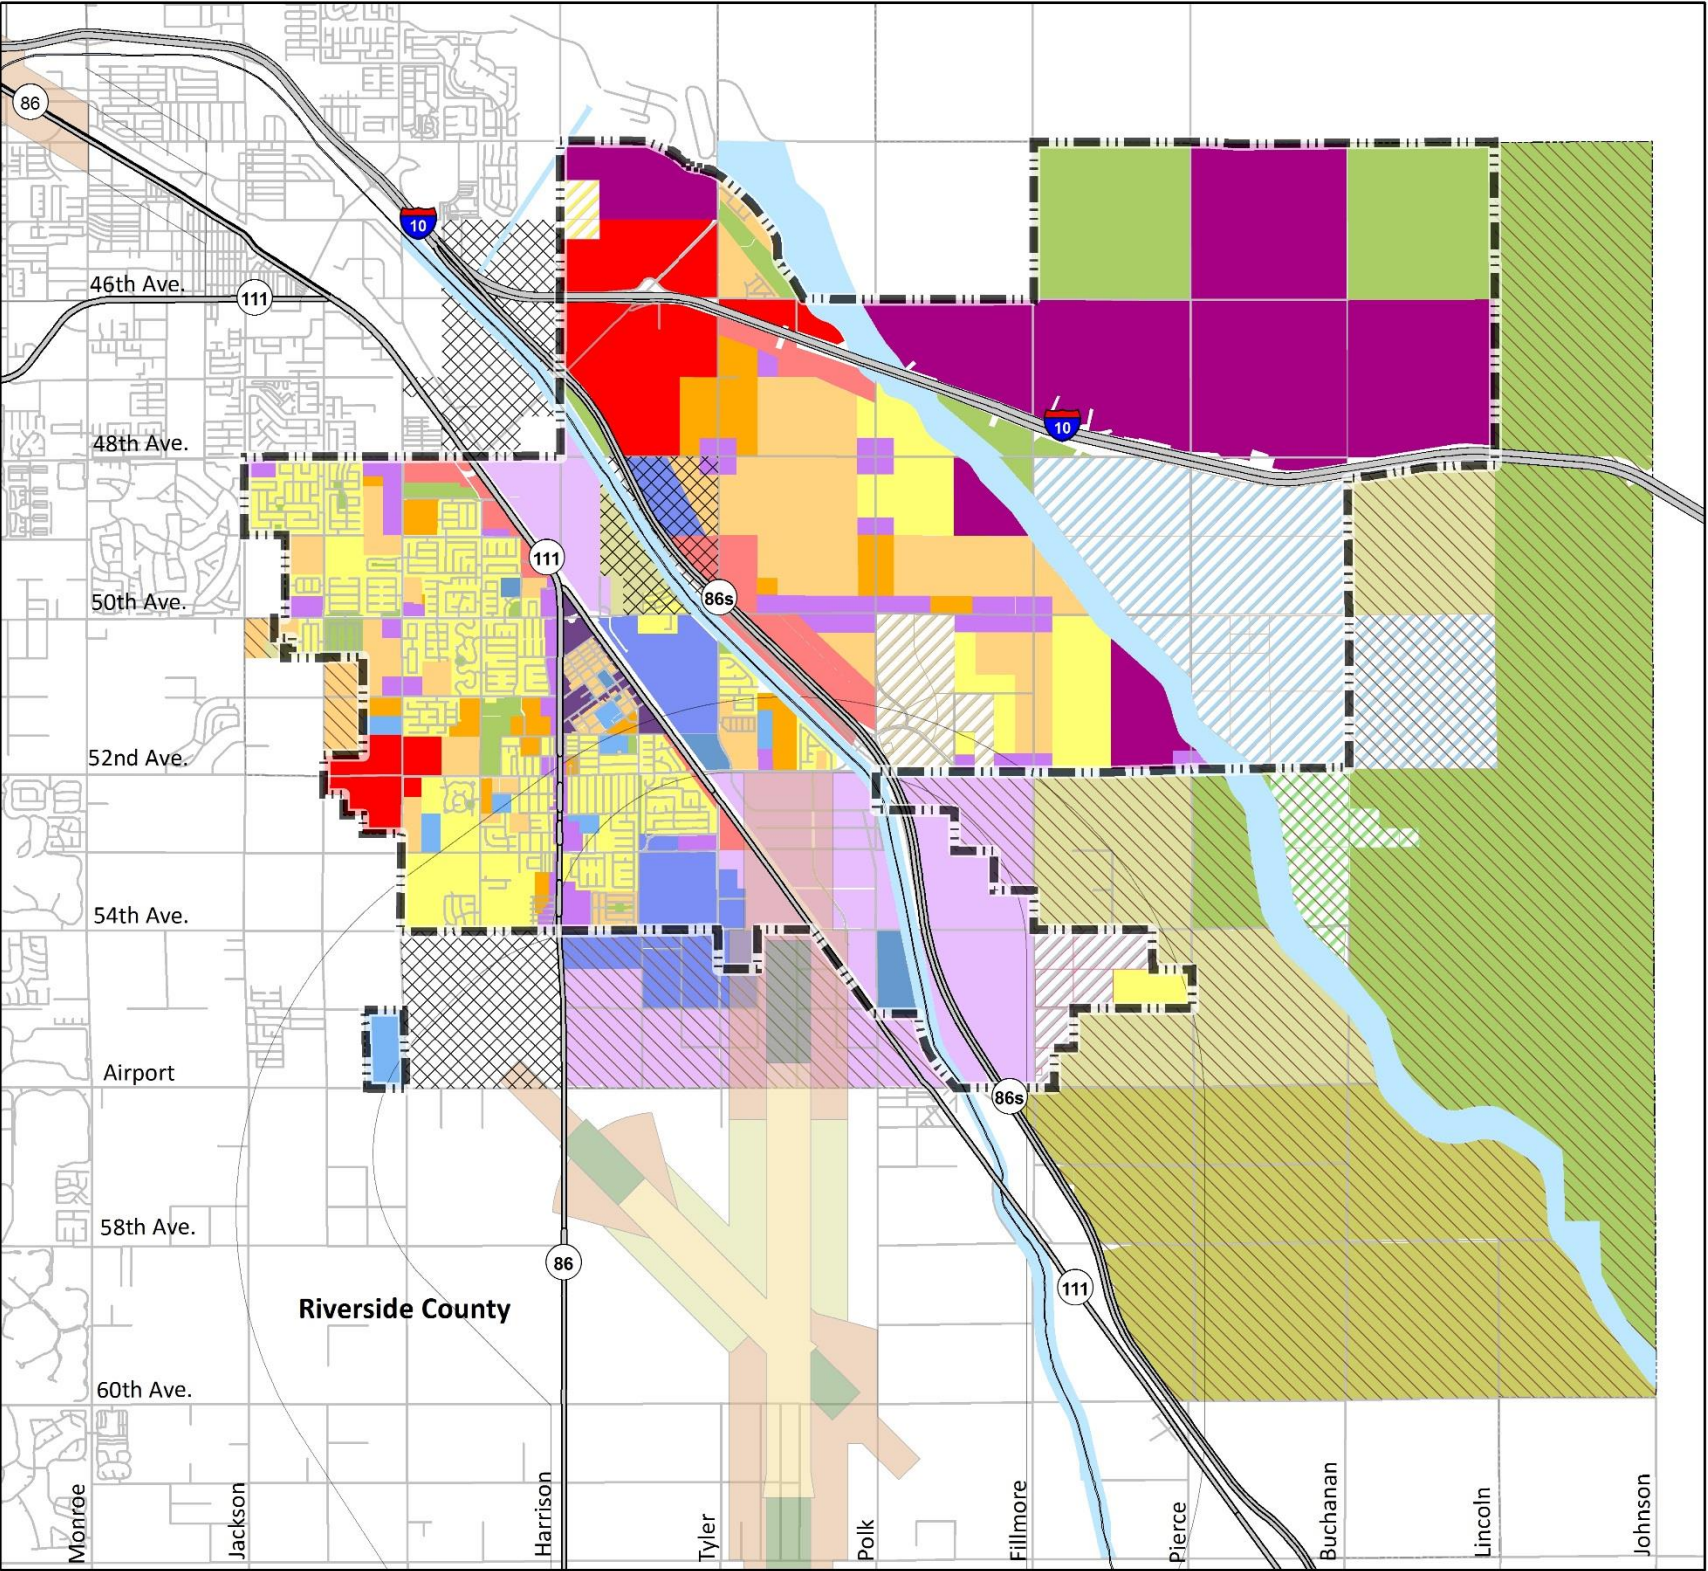 86
10
46th Ave.
111
10
48th Ave.
111
50th Ave.
86s
52nd Ave.
54th Ave.
Airport
86s
58th Ave.
86
111
Riverside County
60th Ave.
Monroe
Jackson
Harrison
Tyler
Polk
Fillmore
Pierce
Buchanan
Lincoln
Johnson